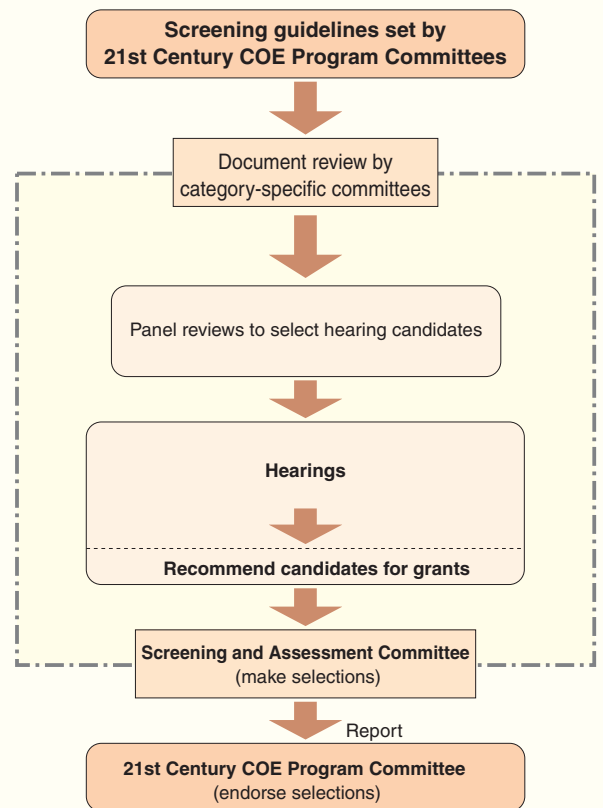 Screening guidelines set by
21st Century COE Program Committees
Document review by
category-specific committees
Panel reviews to select hearing candidates
Hearings
Recommend candidates for grants
Screening and Assessment Committee
(make selections)
Report
21st Century COE Program Committee
(endorse selections)